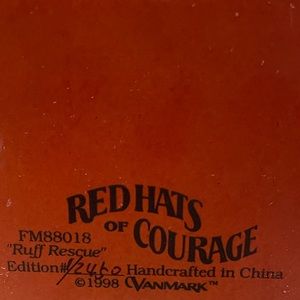 RED HATS
OF COURAGE
FM88018
"Ruff Rescue"
Edition# Handcrafted in China
©1998 VANMARK™